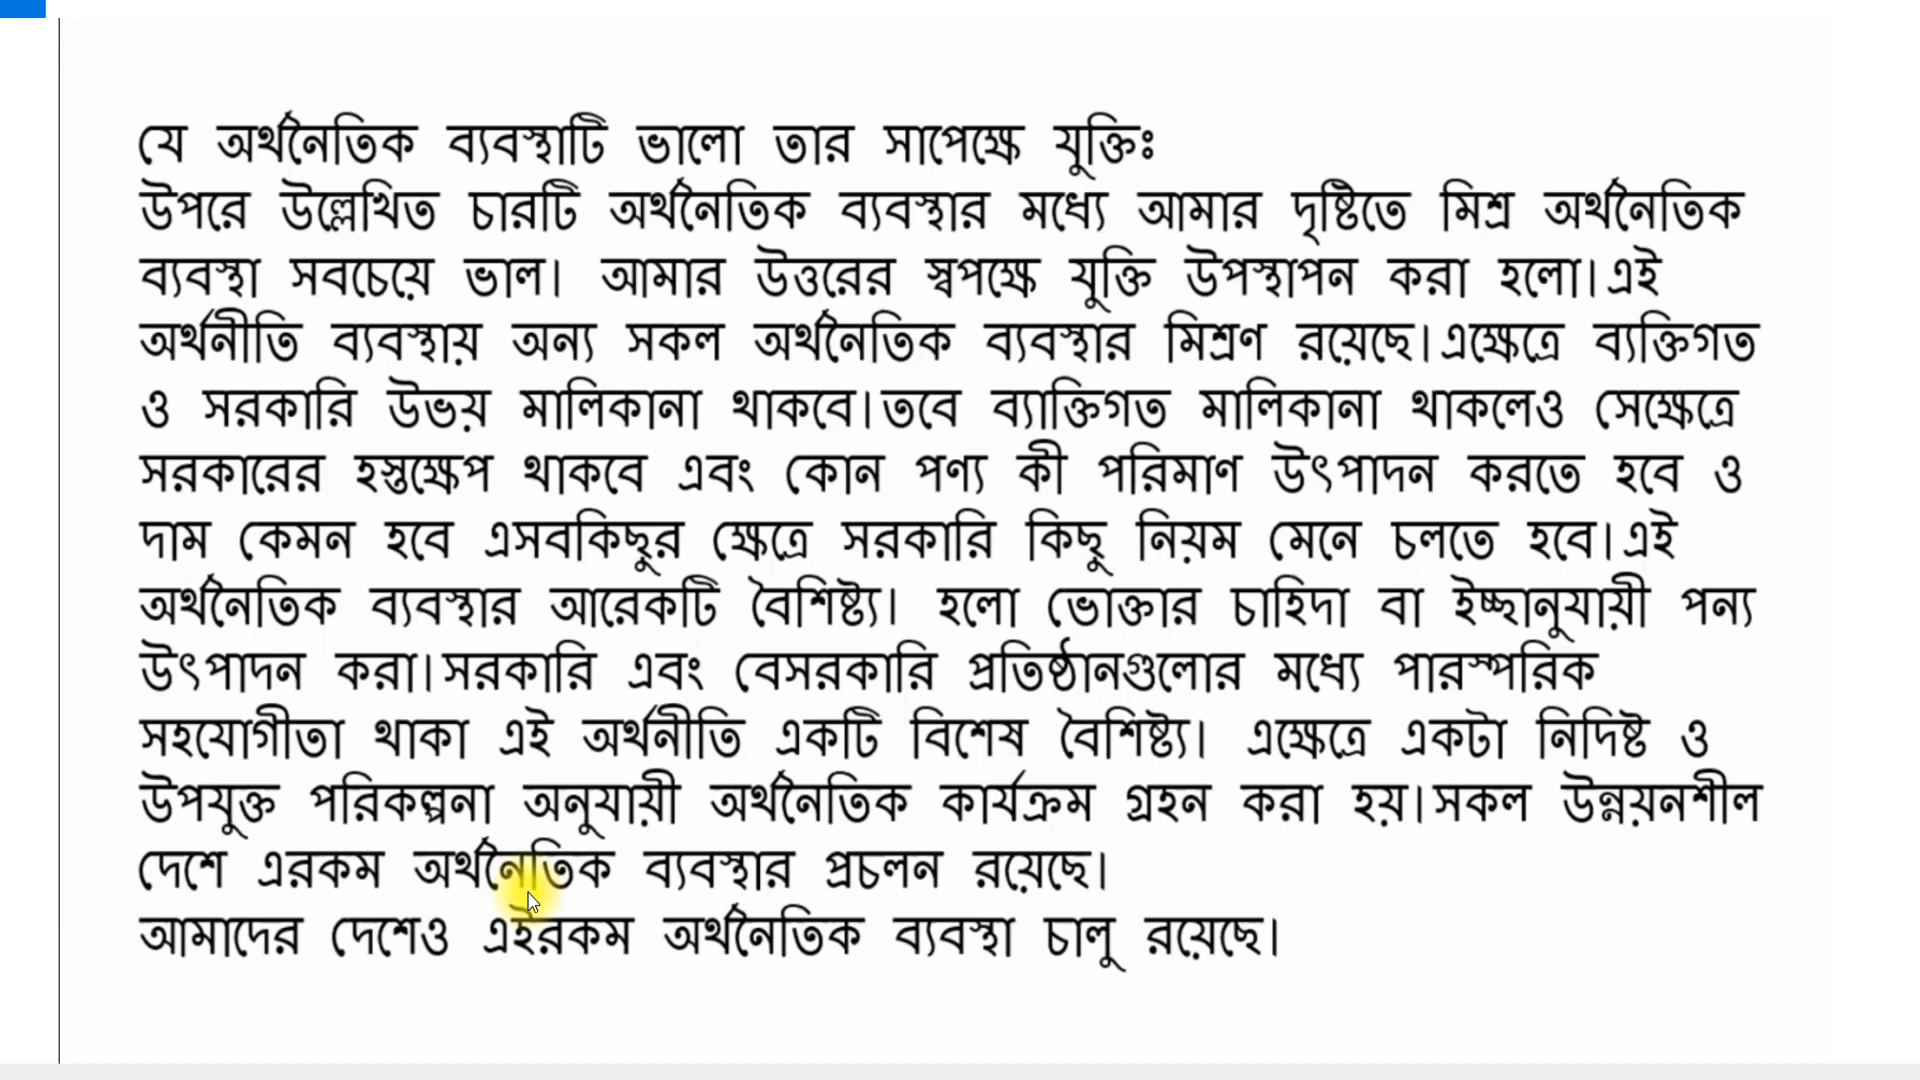 যে অর্থনৈতিক ব্যবস্থাটি ভালো তার সাপেক্ষে যুক্তিঃ
উপরে উল্লেখিত চারটি অর্থনৈতিক ব্যবস্থার মধ্যে আমার দৃষ্টিতে মিশ্র অর্থনৈতিক
ব্যবস্থা সবচেয়ে ভাল। আমার উত্তরের স্বপক্ষে যুক্তি উপস্থাপন করা হলো।এই
অর্থনীতি ব্যবস্থায় অন্য সকল অর্থনৈতিক ব্যবস্থার মিশ্রণ রয়েছে।এক্ষেত্রে ব্যক্তিগত
ও সরকারি উভয় মালিকানা থাকবে।তবে ব্যাক্তিগত মালিকানা থাকলেও সেক্ষেত্রে
সরকারের হস্তক্ষেপ থাকবে এবং কোন পণ্য কী পরিমাণ উৎপাদন করতে হবে ও
দাম কেমন হবে এসবকিছুর ক্ষেত্রে সরকারি কিছু নিয়ম মেনে চলতে হবে।এই
অর্থনৈতিক ব্যবস্থার আরেকটি বৈশিষ্ট্য। হলো ভোক্তার চাহিদা বা ইচ্ছানুযায়ী পন্য
উৎপাদন করা।সরকারি এবং বেসরকারি প্রতিষ্ঠানগুলোর মধ্যে পারস্পরিক
সহযোগীতা থাকা এই অর্থনীতি একটি বিশেষ বৈশিষ্ট্য। এক্ষেত্রে একটা নিদিষ্ট ও
উপযুক্ত পরিকল্পনা অনুযায়ী অর্থনৈতিক কার্যক্রম গ্রহন করা হয়।সকল উন্নয়নশীল
দেশে এরকম অর্থনৈতিক ব্যবস্থার প্রচলন রয়েছে।
আমাদের দেশেও এইরকম অর্থনৈতিক ব্যবস্থা চালু রয়েছে।